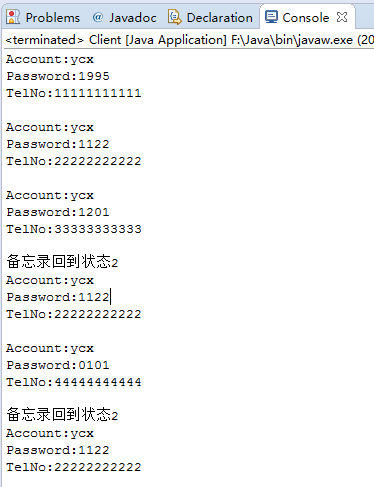 Problems @ Javadoc Declaration Console
<terminated> Client [Java Application] F:\Java\bin\javaw.exe (20
Account:ycx
Password:1995
TelNo:11111111111
Account:ycx
Password:1122
TelNo:22222222222
Account:ycx
Password:1201
TelNo:33333333333
备忘录回到状态2
Account:ycx
Password:1122
TelNo:22222222222
Account:ycx
Password:0101
TelNo:44444444444
备忘录回到状态2
Account:ycx
Password:1122
TelNo:22222222222